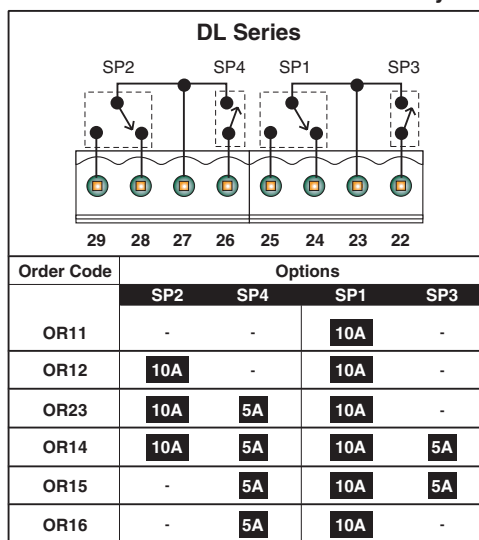 DL Series
SP2 SP4 SP1 SP3
29 28 27 26 25 24 23 22
Order Code Options
SP2 SP4 SP1 SP3
OR11 - - 10A -
OR12 10A - 10A -
OR23 10A 5A 10A -
OR14 10A 5A 10A 5A
OR15 - 5A 10A 5A
OR16 - 5A 10A -